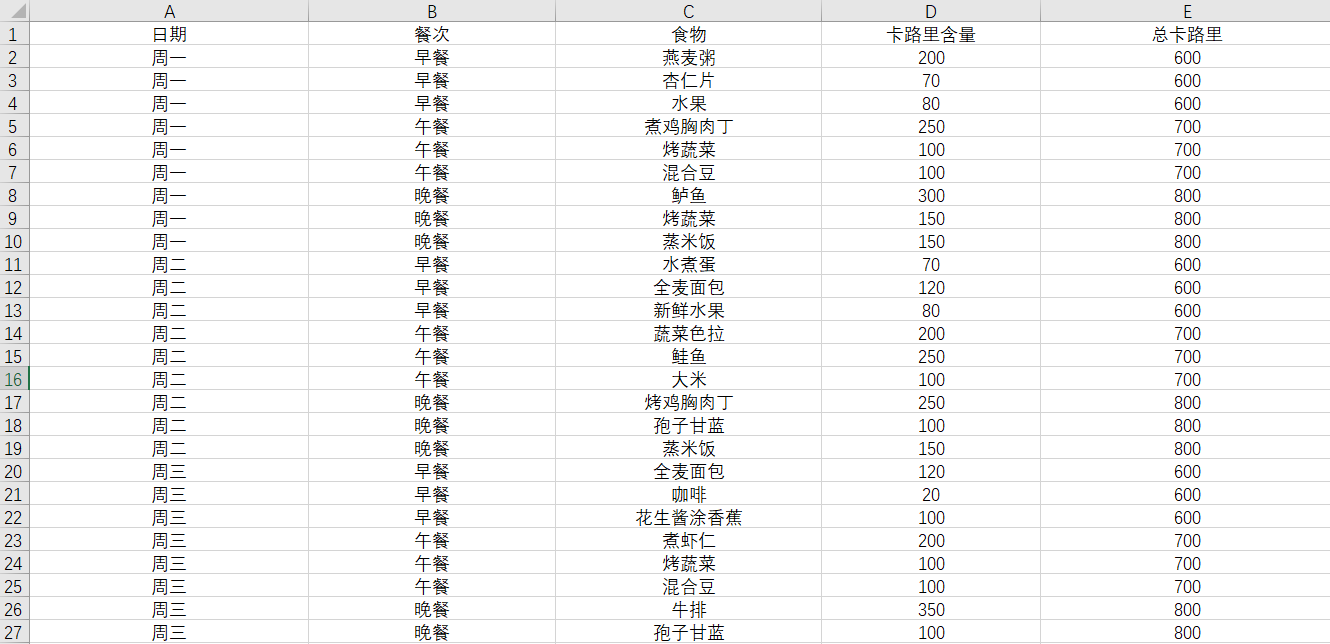 A B C D E
1 日期 餐次 食物 卡路里含量 总卡路里
2 周一 早餐 燕麦粥 200 600
3 周一 早餐 杏仁片 70 600
4 周一 早餐 水果 80 600
5 周一 午餐 煮鸡胸肉丁 250 700
6 周一 午餐 烤蔬菜 100 700
7 周一 午餐 混合豆 100 700
8 周一 晚餐 鲈鱼 300 800
9 周一 晚餐 烤蔬菜 150 800
10 周一 晚餐 蒸米饭 150 800
11 周二 早餐 水煮蛋 70 600
12 周二 早餐 全麦面包 120 600
13 周二 早餐 新鲜水果 80 600
14 周二 午餐 蔬菜色拉 200 700
15 周二 午餐 鲑鱼 250 700
16 周二 午餐 大米 100 700
17 周二 晚餐 烤鸡胸肉丁 250 800
18 周二 晚餐 孢子甘蓝 100 800
19 周二 晚餐 蒸米饭 150 800
20 周三 早餐 全麦面包 120 600
21 周三 早餐 咖啡 20 600
22 周三 早餐 花生酱涂香蕉 100 600
23 周三 午餐 煮虾仁 200 700
24 周三 午餐 烤蔬菜 100 700
25 周三 午餐 混合豆 100 700
26 周三 晚餐 牛排 350 800
27 周三 晚餐 孢子甘蓝 100 800